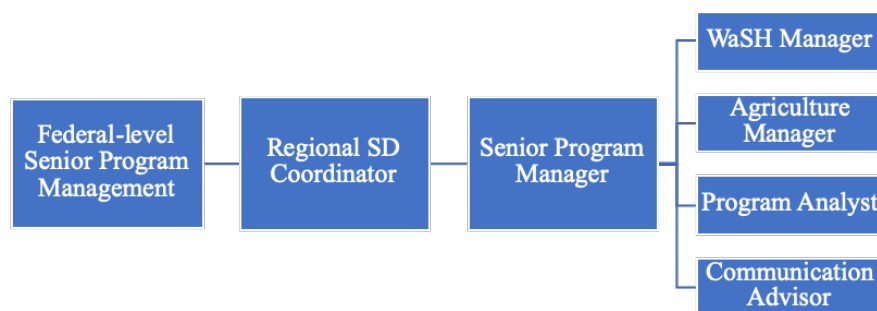 Federal-level
Senior Program
Management
Regional SD
Coordinator
Senior Program
Manager
WaSH Manager
Agriculture
Manager
Program Analyst
Communication
Advisor